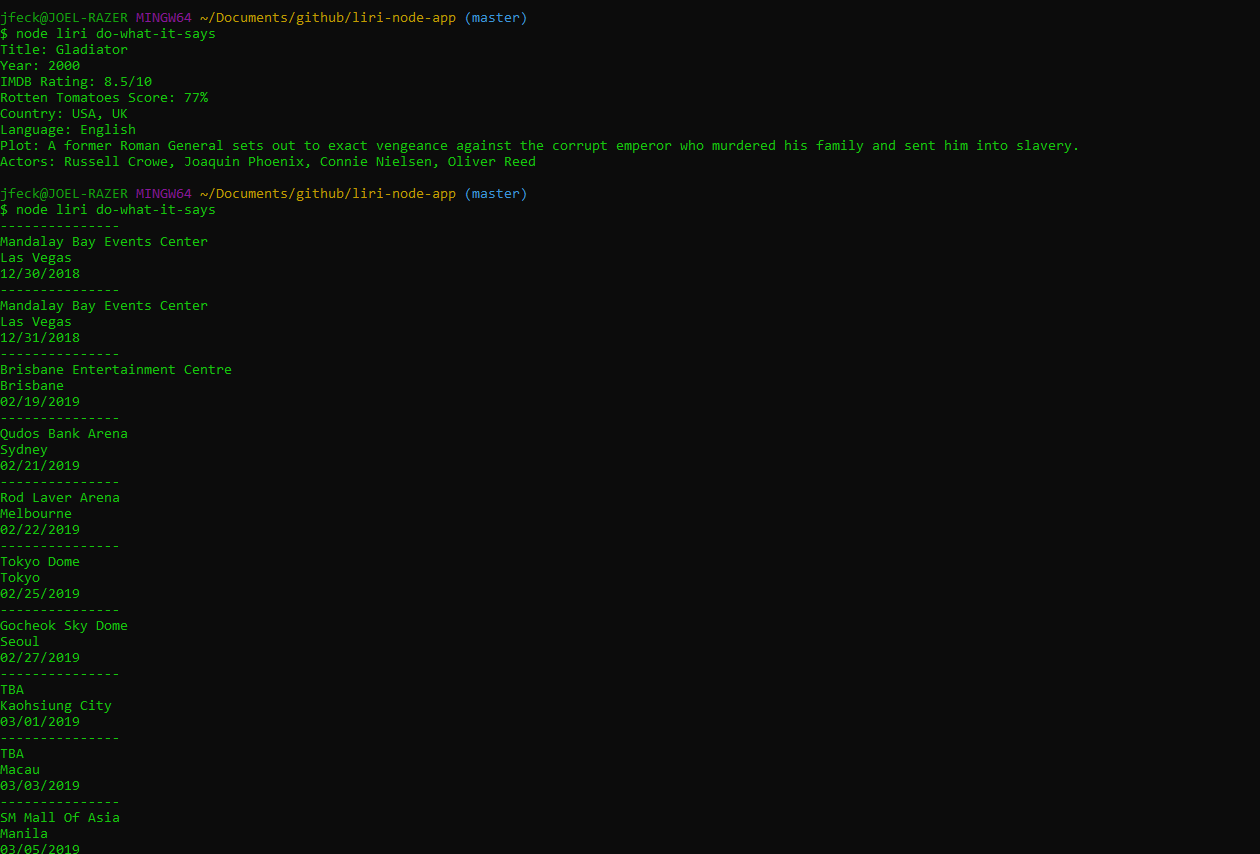 jfeck@JOEL-RAZER MINGW64 ~/Documents/github/liri-node-app (master)
$ node liri do-what-it-says
Title: Gladiator
Year: 2000
IMDB Rating: 8.5/10
Rotten Tomatoes Score: 77%
Country: USA, UK
Language: English
Plot: A former Roman General sets out to exact vengeance against the corrupt emperor who murdered his family and sent him into slavery.
Actors: Russell Crowe, Joaquin Phoenix, Connie Nielsen, Oliver Reed
jfeck@JOEL-RAZER MINGW64 ~/Documents/github/liri-node-app (master)
$ node liri do-what-it-says
---------------
Mandalay Bay Events Center
Las Vegas
12/30/2018
---------------
Mandalay Bay Events Center
Las Vegas
12/31/2018
---------------
Brisbane Entertainment Centre
Brisbane
02/19/2019
---------------
Qudos Bank Arena
Sydney
02/21/2019
---------------
Rod Laver Arena
Melbourne
02/22/2019
---------------
Tokyo Dome
Tokyo
02/25/2019
---------------
Gocheok Sky Dome
Seoul
02/27/2019
---------------
TBA
Kaohsiung City
03/01/2019
---------------
TBA
Macau
03/03/2019
---------------
SM Mall Of Asia
Manila
03/05/2019